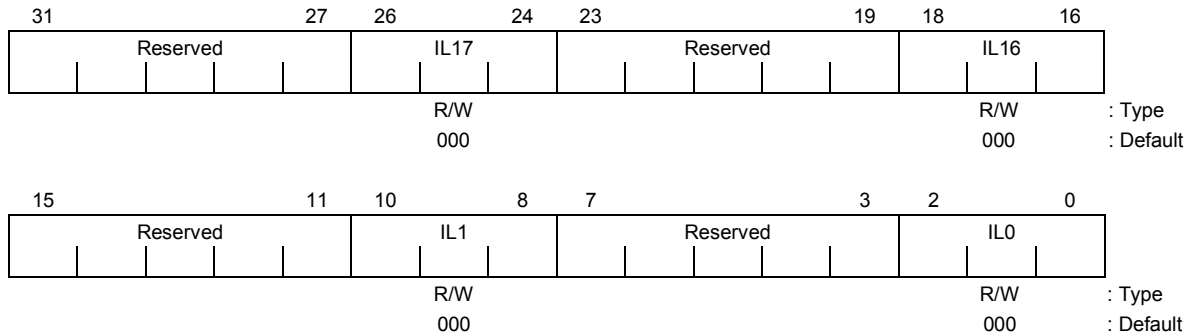 31 27 26 24 23 19 18 16
Reserved IL17 Reserved IL16
R/W R/W : Type
000 000 : Default
15 11 10 8 7 3 2 0
Reserved IL1 Reserved IL0
R/W R/W : Type
000 000 : Default